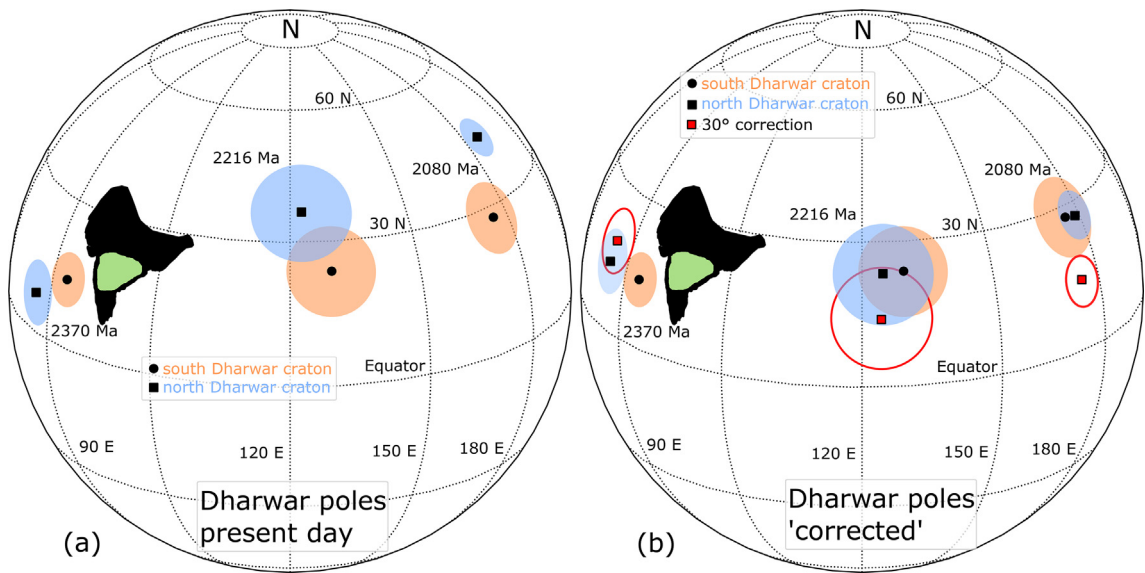 N
60 N
2216 Ma
2080 Ma
30 N
2370 Ma
Equator
south Dharwar craton
north Dharwar craton
90 E
120 E
150 E
180 E
Dharwar poles
present day
(a)
N
south Dharwar craton
north Dharwar craton
30° correction
60 N
2080 Ma
2216 Ma
30 N
2370 Ma
Equator
90 E
120 E
150 E
180 E
Dharwar poles
'corrected'
(b)